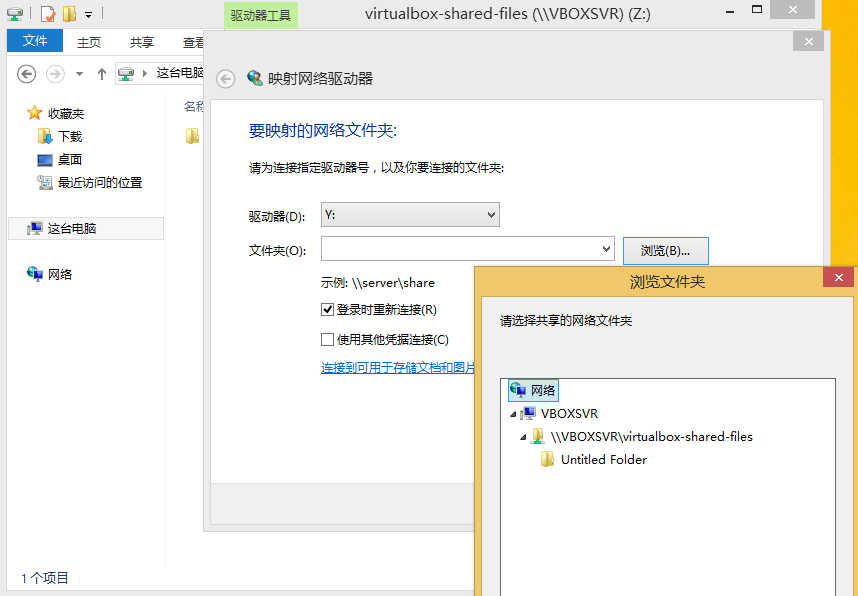 驱动器工具
virtualbox-shared-files (\\VBOXSVR) (Z:)
文件
主页
共享
查看
这台电脑
映射网络驱动器
收藏夹
名称
下载
桌面
最近访问的位置
这台电脑
网络
要映射的网络文件夹:
请为连接指定驱动器号，以及你要连接的文件夹:
驱动器(D):
Y:
文件夹(O):
浏览(B)...
示例: \\server\share
登录时重新连接(R)
使用其他凭据连接(C)
连接到可用于存储文档和图片
浏览文件夹
请选择共享的网络文件夹
网络
VBOXSVR
\\VBOXSVR\virtualbox-shared-files
Untitled Folder
1 个项目